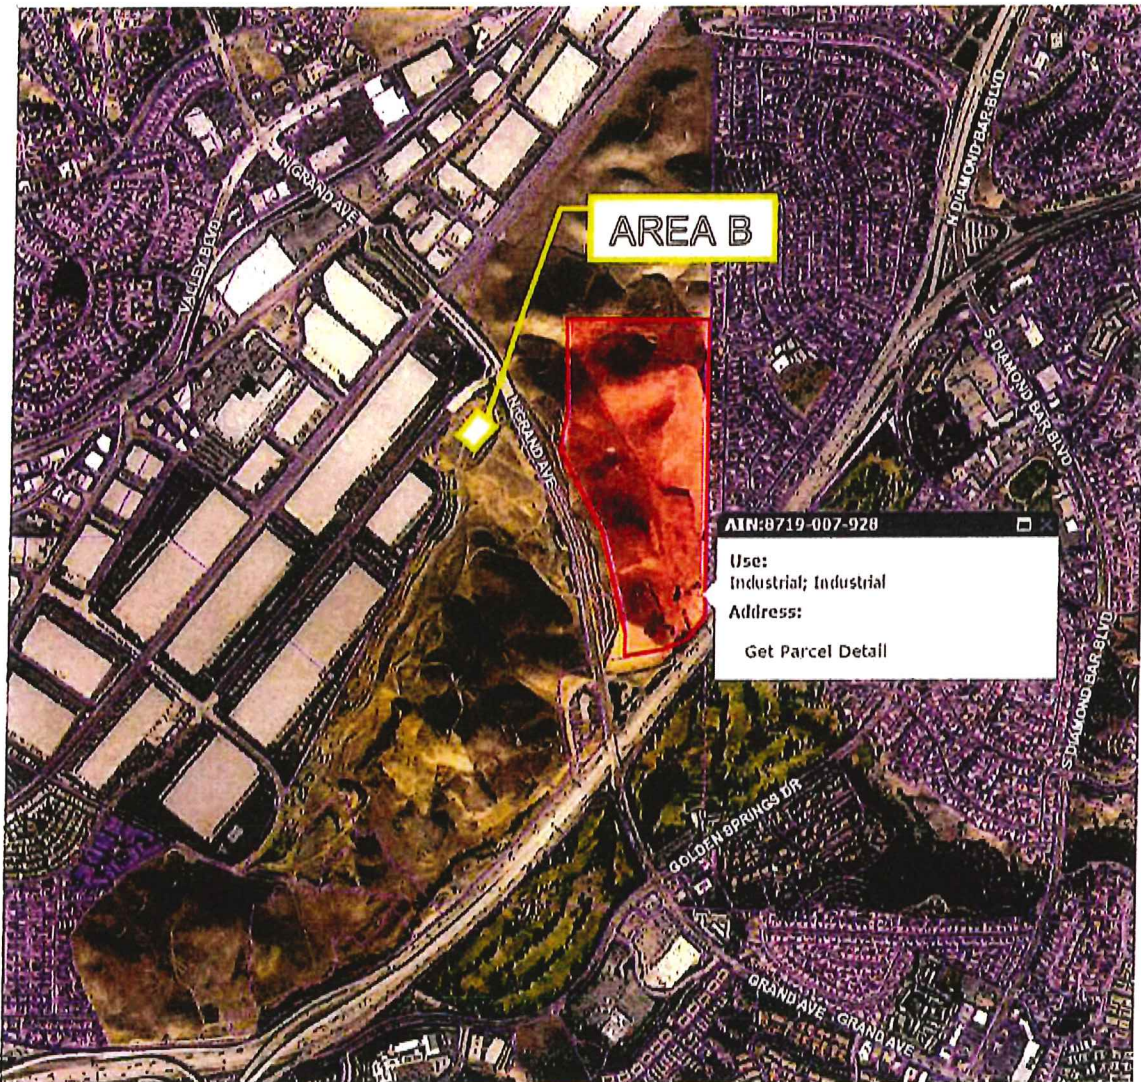 N DIAMOND BAR BLVD
N GRAND AVE
VALLEY BLVD
AREA B
S DIAMOND BAR BLVD
N GRAND AVE
AIN:8719-007-928
Use:
Industrial; Industrial
Address:
Get Parcel Detail
S DIAMOND BAR BLVD
GOLDEN SPRINGS DR
GRAND AVE
GRAND AVE